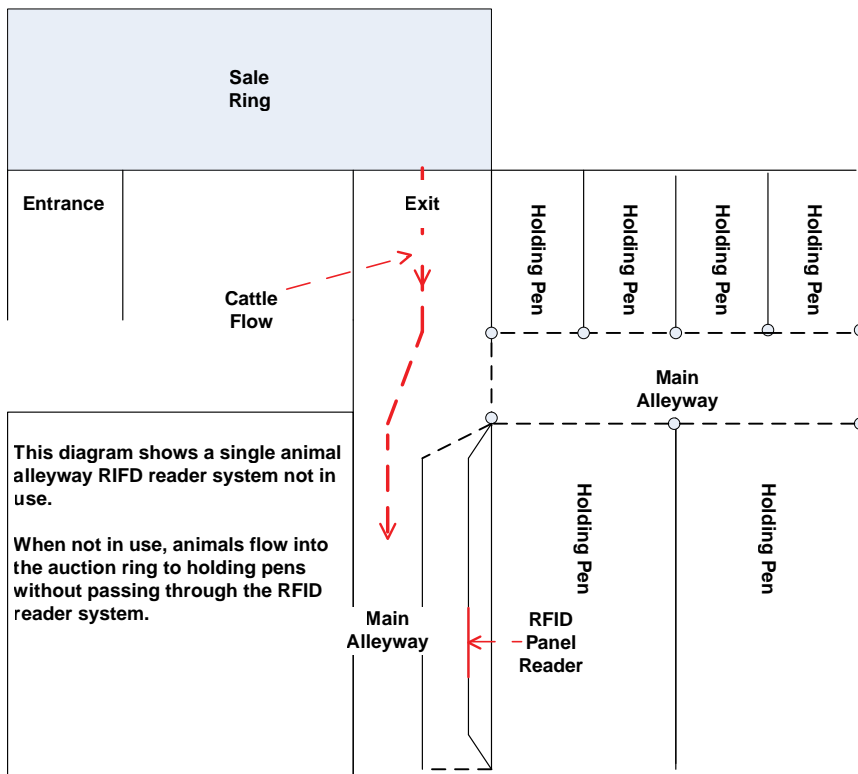 Sale
Ring
Entrance
Exit
Holding Pen
Holding Pen
Holding Pen
Holding Pen
Cattle
Flow
Main
Alleyway
This diagram shows a single animal
alleyway RIFD reader system not in
use.
When not in use, animals flow into
the auction ring to holding pens
without passing through the RFID
reader system.
Holding Pen
Holding Pen
Main
Alleyway
RFID
Panel
Reader